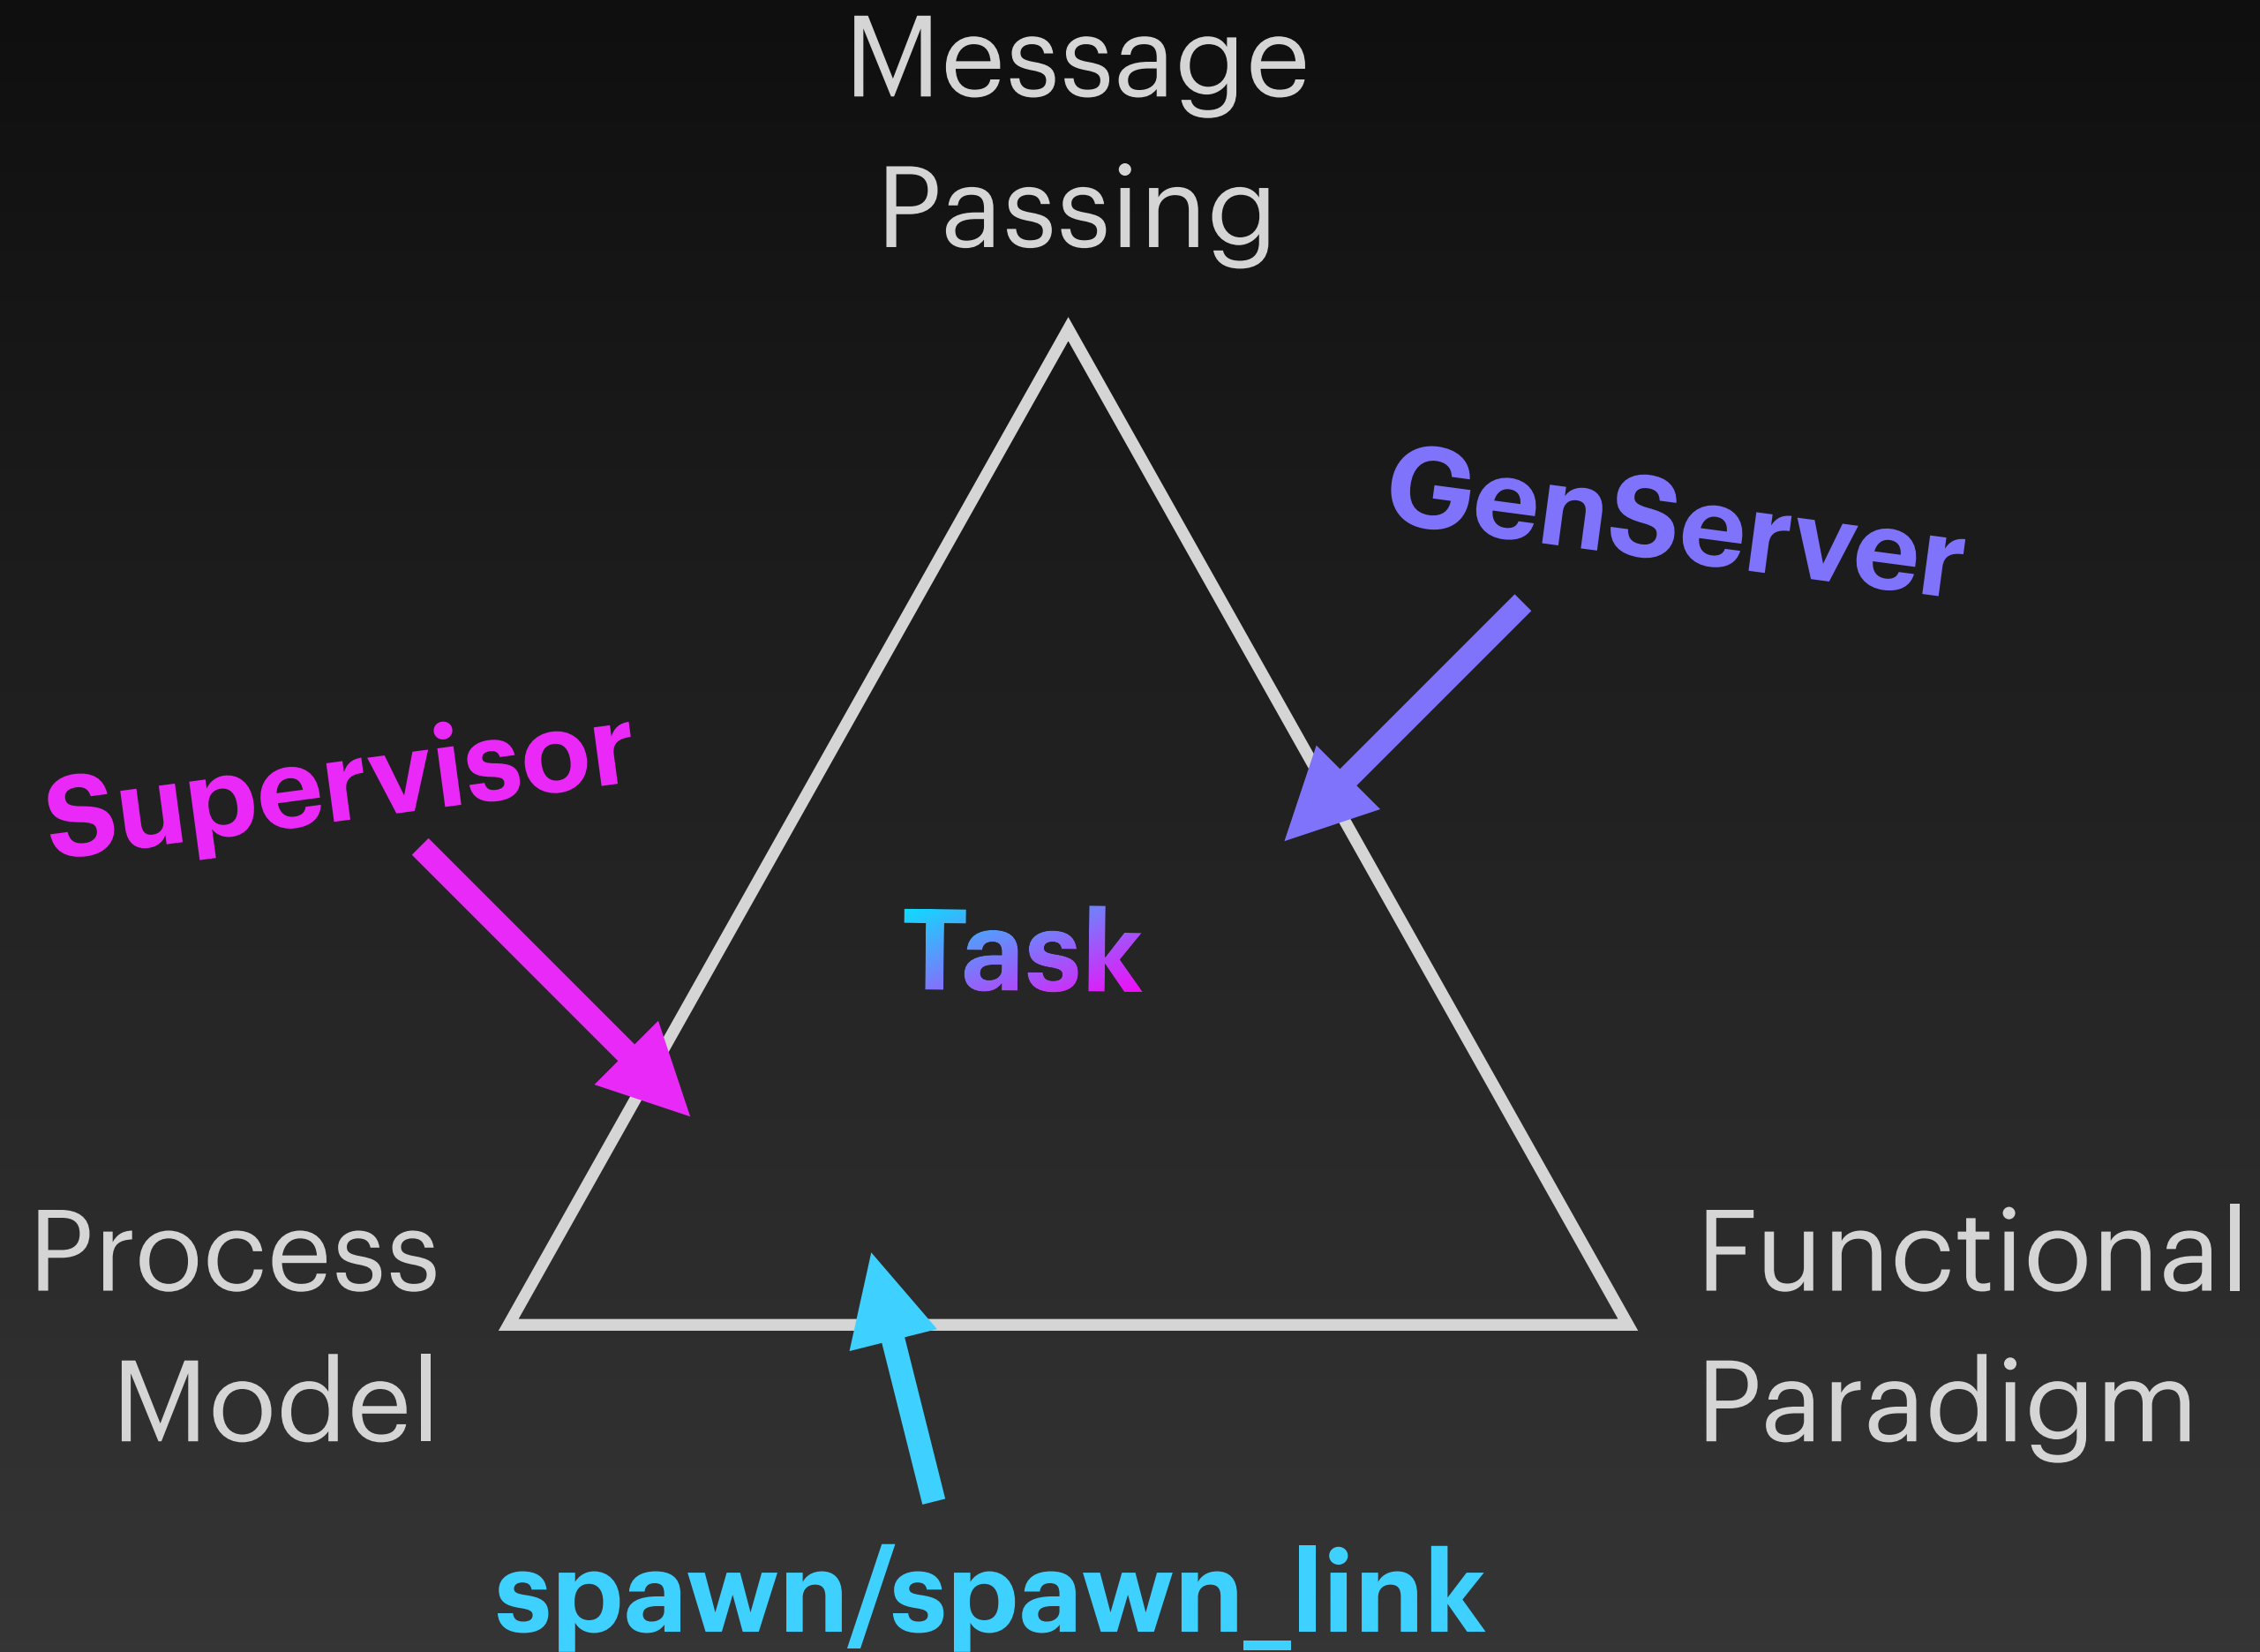 Message
Passing
GenServer
Supervisor
Task
Process
Model
Functional
Paradigm
spawn/spawn_link